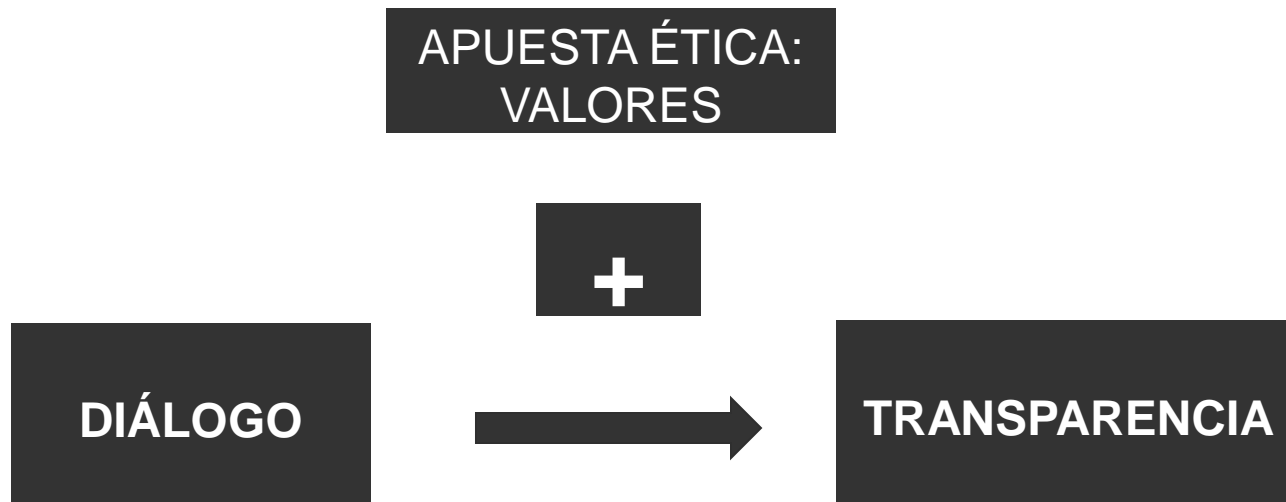 APUESTA ÉTICA:
VALORES
+
DIÁLOGO
TRANSPARENCIA